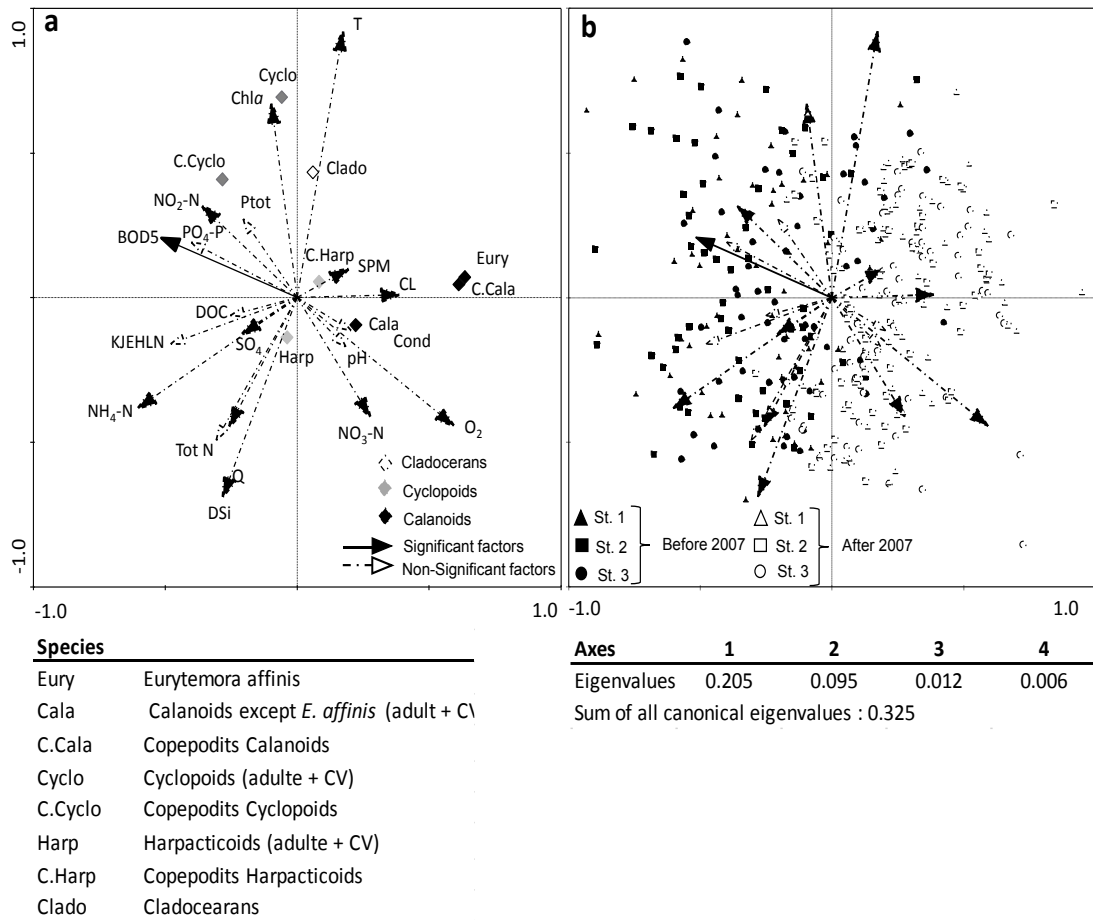 a
b
1.0
-1.0
T
Cyclo
Chla
Clado
C.Cyclo
NO2-N
Ptot
BOD5
PO4-P
C.Harp
SPM
CL
Eury
C.Cala
DOC
KJEHLN
SO4
Harp
Cala
Cond
pH
NH4-N
Tot N
NO3-N
O2
Q
DSi
Cladocerans
Cyclopoids
Calanoids
Significant factors
Non-Significant factors
-1.0 1.0
St. 1
St. 2
St. 3
Before 2007
St. 1
St. 2
St. 3
After 2007
-1.0 1.0
Species
Eury Eurytemora affinis
Cala Calanoids except E. affinis (adult + CV
C.Cala Copepodits Calanoids
Cyclo Cyclopoids (adulte + CV)
C.Cyclo Copepodits Cyclopoids
Harp Harpacticoids (adulte + CV)
C.Harp Copepodits Harpacticoids
Clado Cladocearans
Axes 1 2 3 4
Eigenvalues 0.205 0.095 0.012 0.006
Sum of all canonical eigenvalues : 0.325